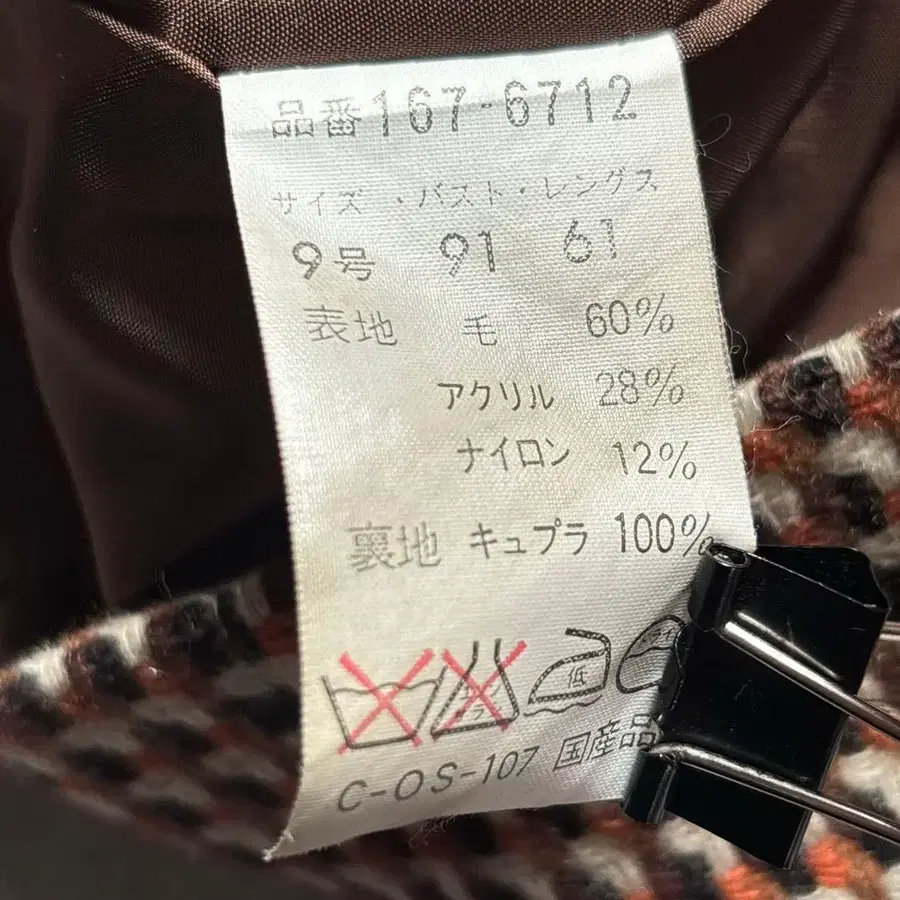 品番167-6712
サイズ・バスト・レングス
9号 91 61
表地 毛 60%
アクリル 28%
ナイロン 12%
裏地 キュプラ 100%
低
C-OS-107 国産品